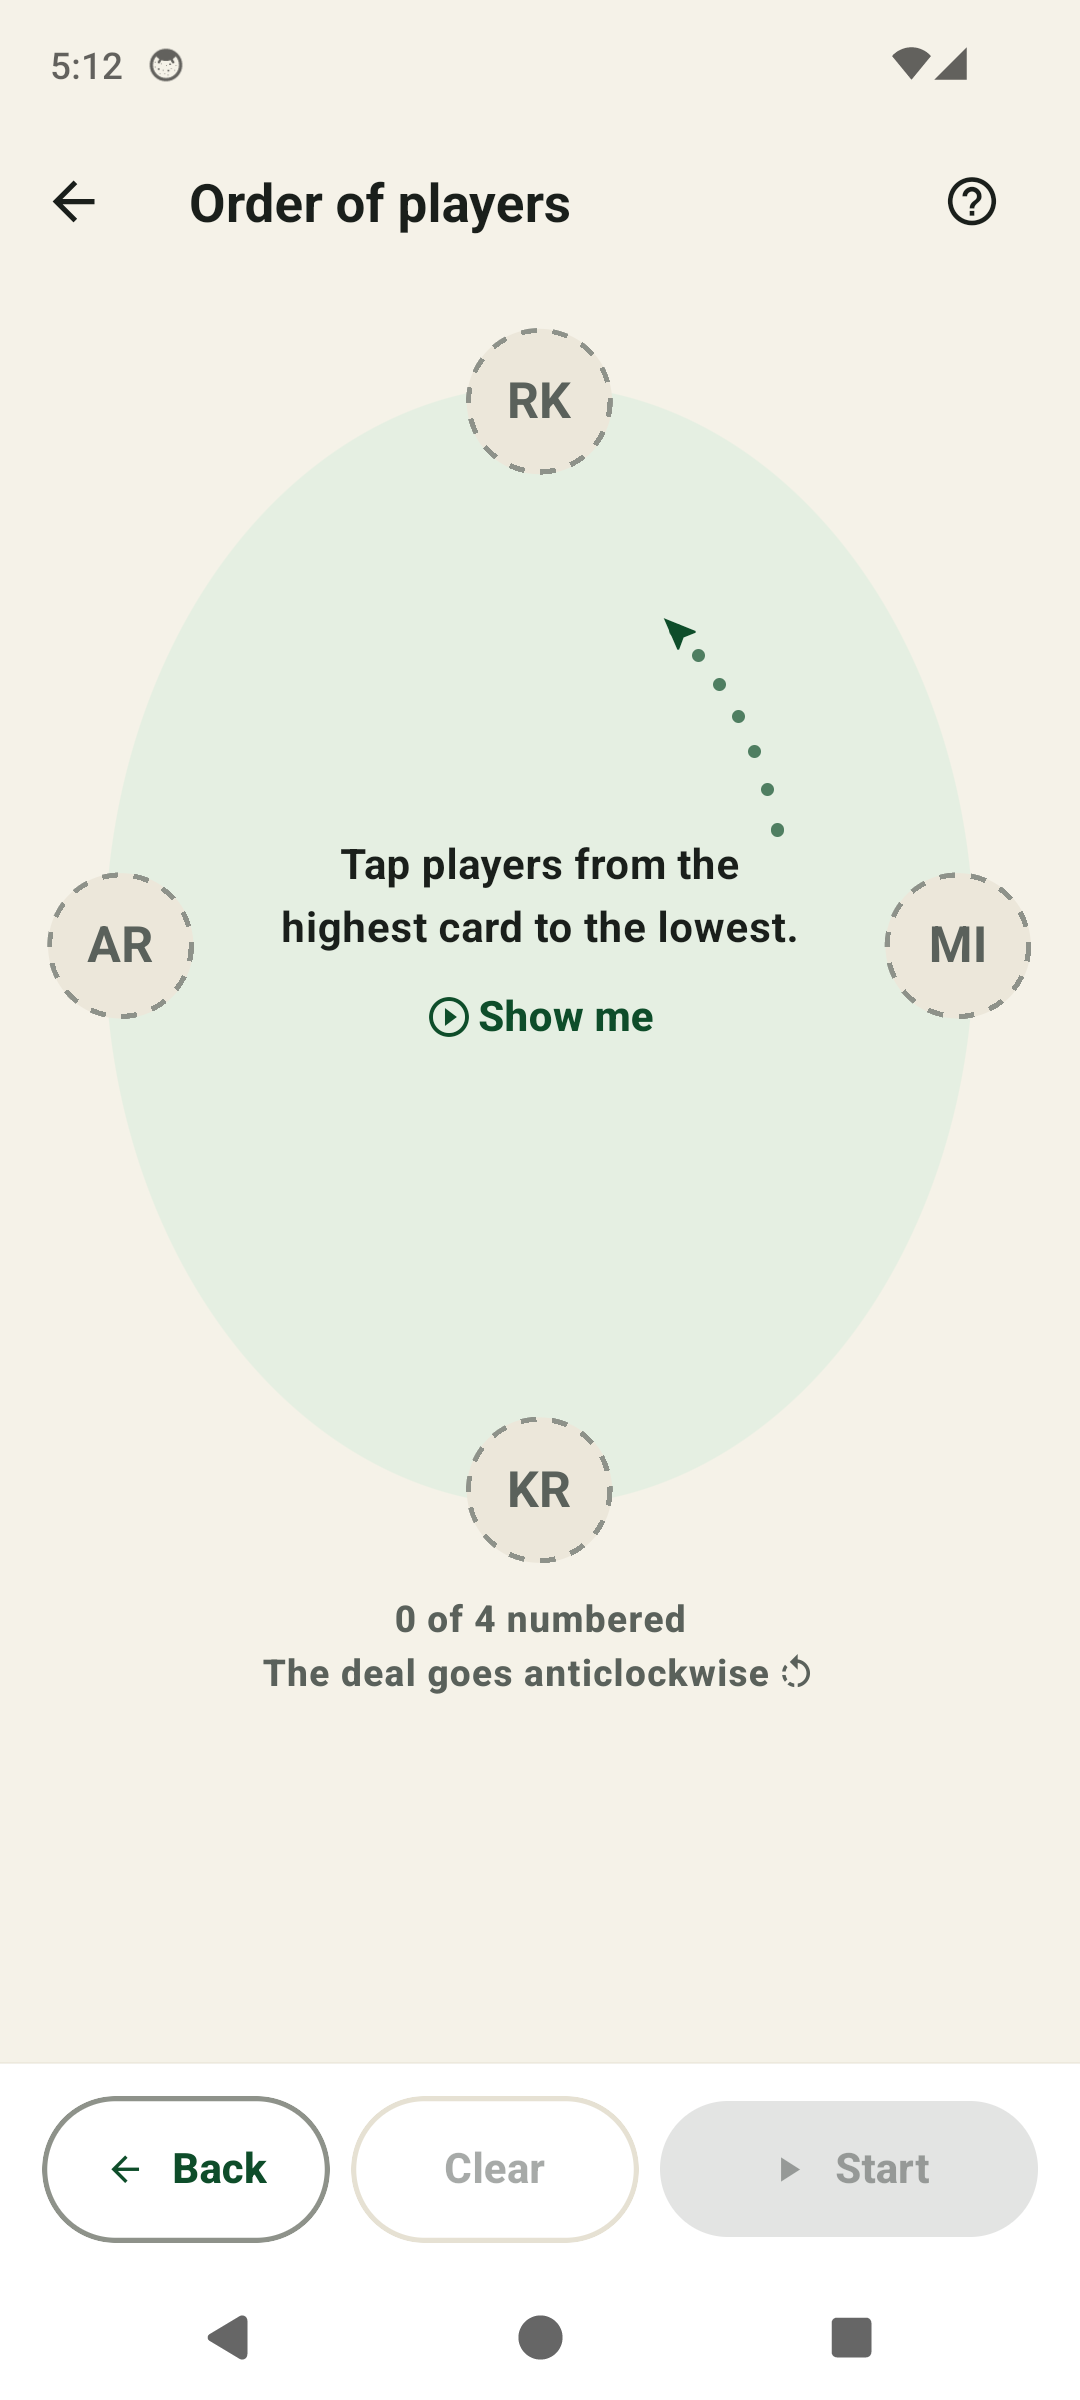 5:12
Order of players
RK
Tap players from the
highest card to the lowest.
AR
MI
Show me
KR
0 of 4 numbered
The deal goes anticlockwise
Back
Clear
Start